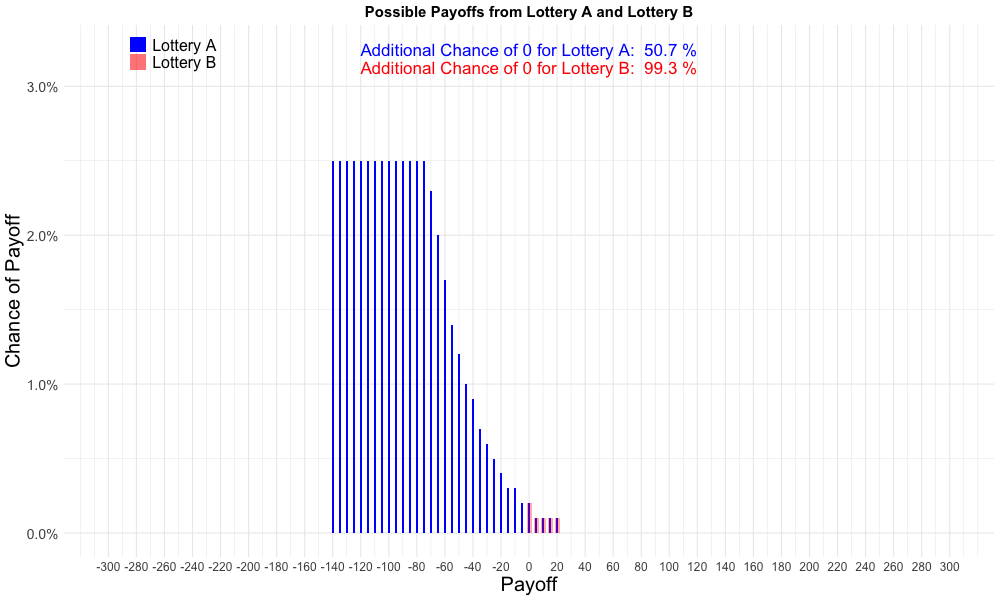 Possible Payoffs from Lottery A and Lottery B
Lottery A
Lottery B
Additional Chance of 0 for Lottery A: 50.7 %
Additional Chance of 0 for Lottery B: 99.3 %
Chance of Payoff
3.0%
2.0%
1.0%
0.0%
-300 -280 -260 -240 -220 -200 -180 -160 -140 -120 -100 -80 -60 -40 -20 0 20 40 60 80 100 120 140 160 180 200 220 240 260 280 300
Payoff